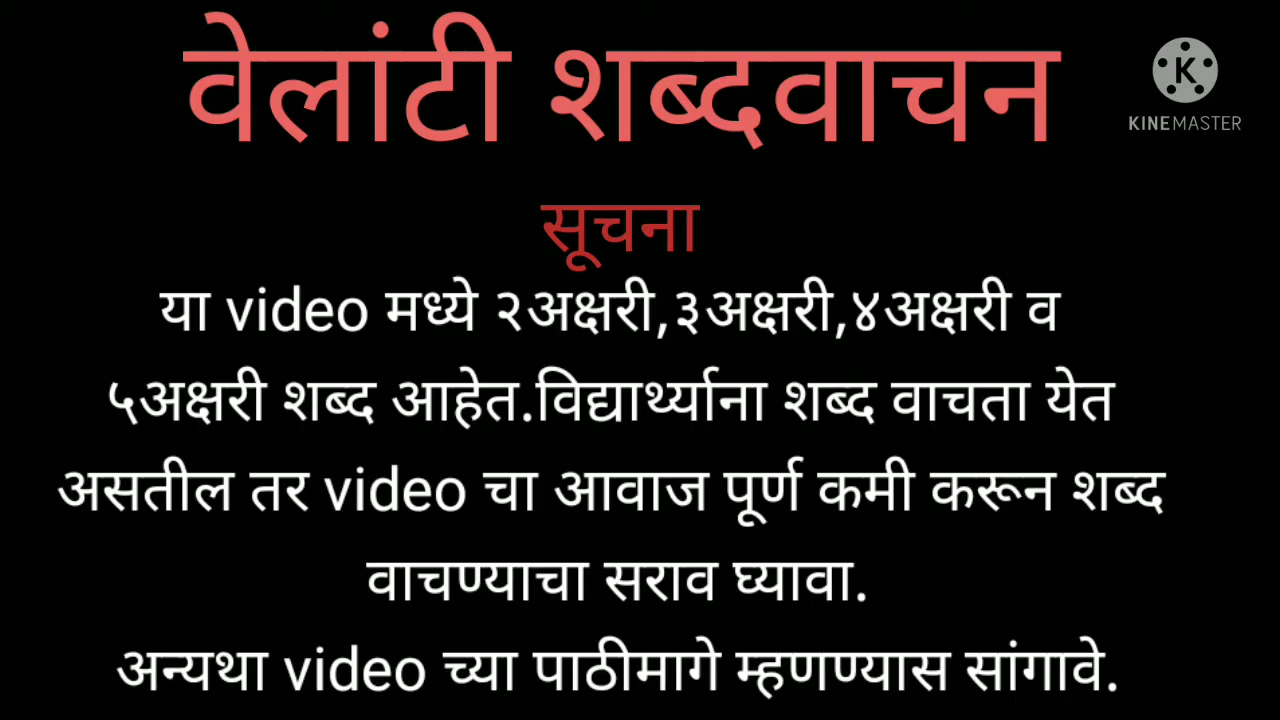 वेलांटी शब्दवाचन
KINEMASTER
सूचना
या video मध्ये २अक्षरी,३अक्षरी,४अक्षरी व
५अक्षरी शब्द आहेत.विद्यार्थ्याना शब्द वाचता येत
असतील तर video चा आवाज पूर्ण कमी करून शब्द
वाचण्याचा सराव घ्यावा.
अन्यथा video च्या पाठीमागे म्हणण्यास सांगावे.